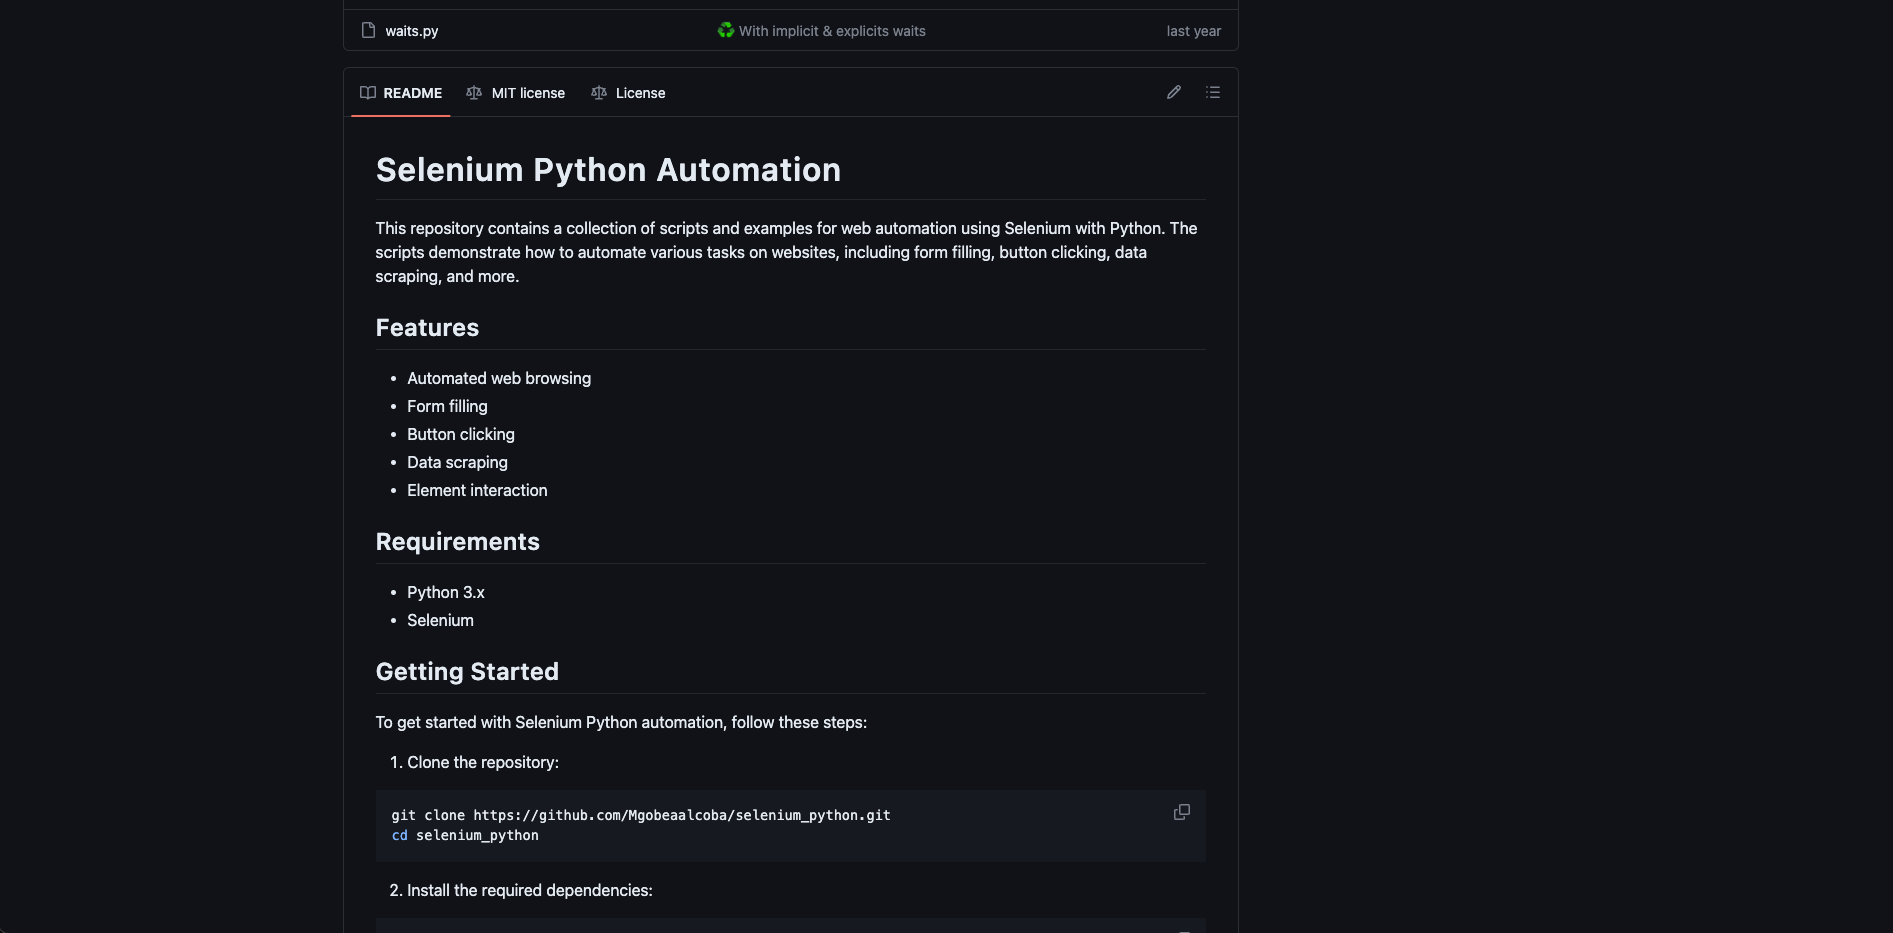 waits.py ♻️ With implicit & explicits waits last year
README MIT license License
Selenium Python Automation
This repository contains a collection of scripts and examples for web automation using Selenium with Python. The
scripts demonstrate how to automate various tasks on websites, including form filling, button clicking, data
scraping, and more.
Features
• Automated web browsing
• Form filling
• Button clicking
• Data scraping
• Element interaction
Requirements
• Python 3.x
• Selenium
Getting Started
To get started with Selenium Python automation, follow these steps:
1. Clone the repository:
git clone https://github.com/Mgobeaalcoba/selenium_python.git
cd selenium_python
2. Install the required dependencies: